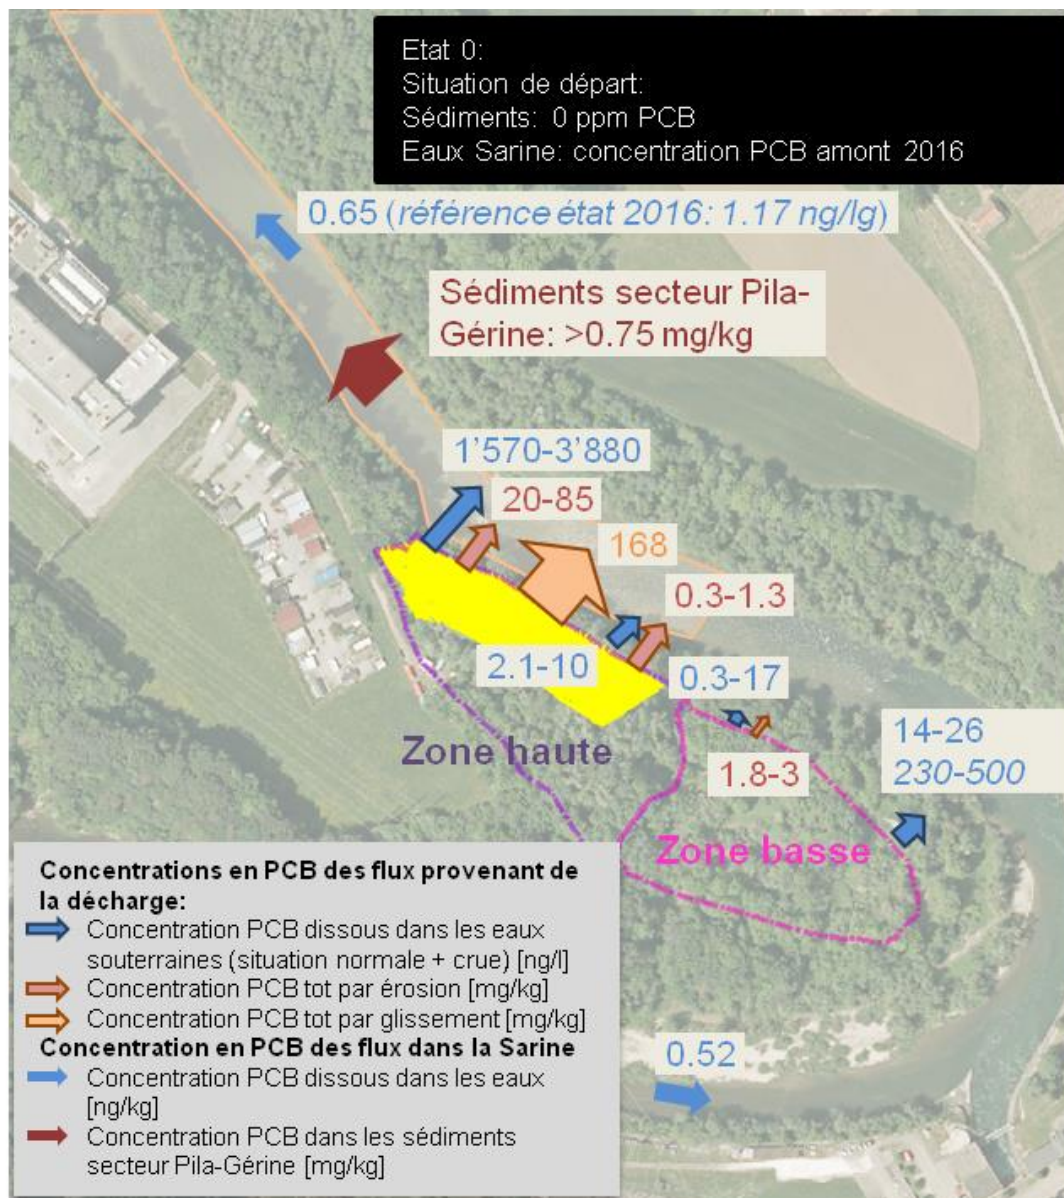 Etat 0:
Situation de départ:
Sédiments: 0 ppm PCB
Eaux Sarine: concentration PCB amont 2016
0.65 (référence état 2016: 1.17 ng/lg)
Sédiments secteur Pila-
Gérine: >0.75 mg/kg
1'570-3'880
20-85
168
0.3-1.3
2.1-10
0.3-17
14-26
230-500
Zone haute
1.8-3
Zone basse
Concentrations en PCB des flux provenant de
la décharge:
Concentration PCB dissous dans les eaux
souterraines (situation normale + crue) [ng/l]
Concentration PCB tot par érosion [mg/kg]
Concentration PCB tot par glissement [mg/kg]
Concentration en PCB des flux dans la Sarine
Concentration PCB dissous dans les eaux
[ng/kg]
Concentration PCB dans les sédiments
secteur Pila-Gérine [mg/kg]
0.52